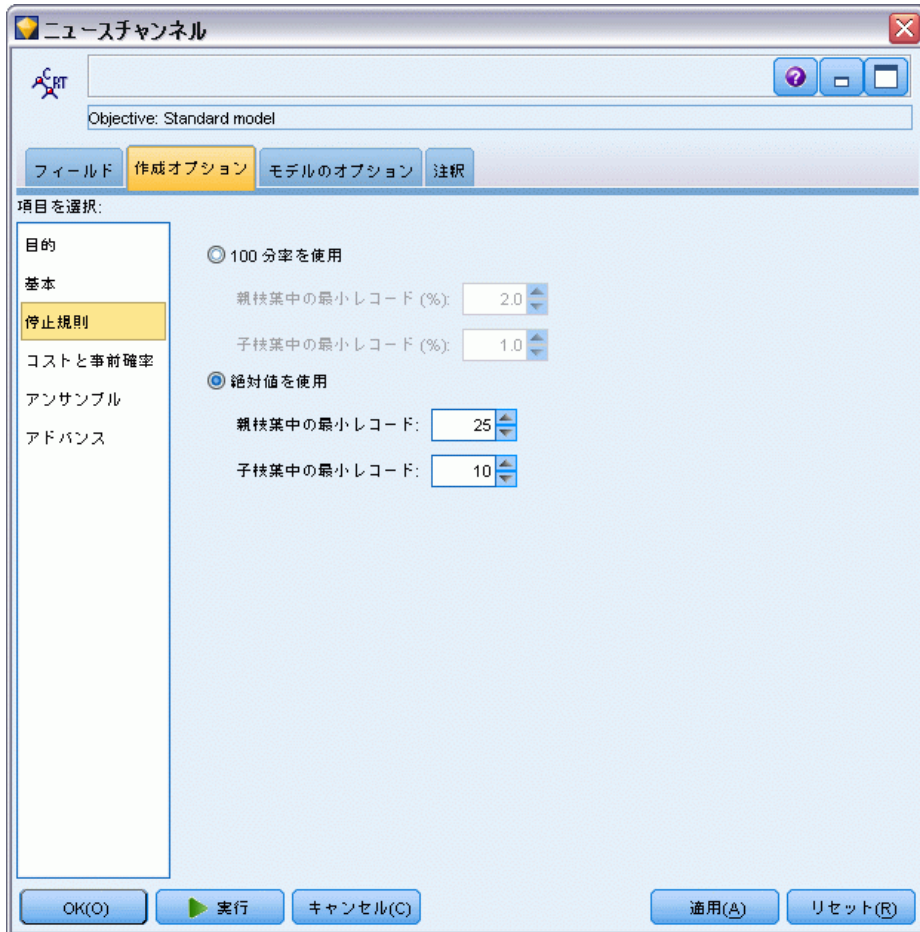 ニュースチャンネル
CRT
Objective: Standard model
フィールド 作成オプション モデルのオプション 注釈
項目を選択:
目的
基本
停止規則
コストと事前確率
アンサンブル
アドバンス
100 分率を使用
親枝葉中の最小レコード (%): 2.0
子枝葉中の最小レコード (%): 1.0
絶対値を使用
親枝葉中の最小レコード: 25
子枝葉中の最小レコード: 10
OK(O) 実行 キャンセル(C) 適用(A) リセット(R)